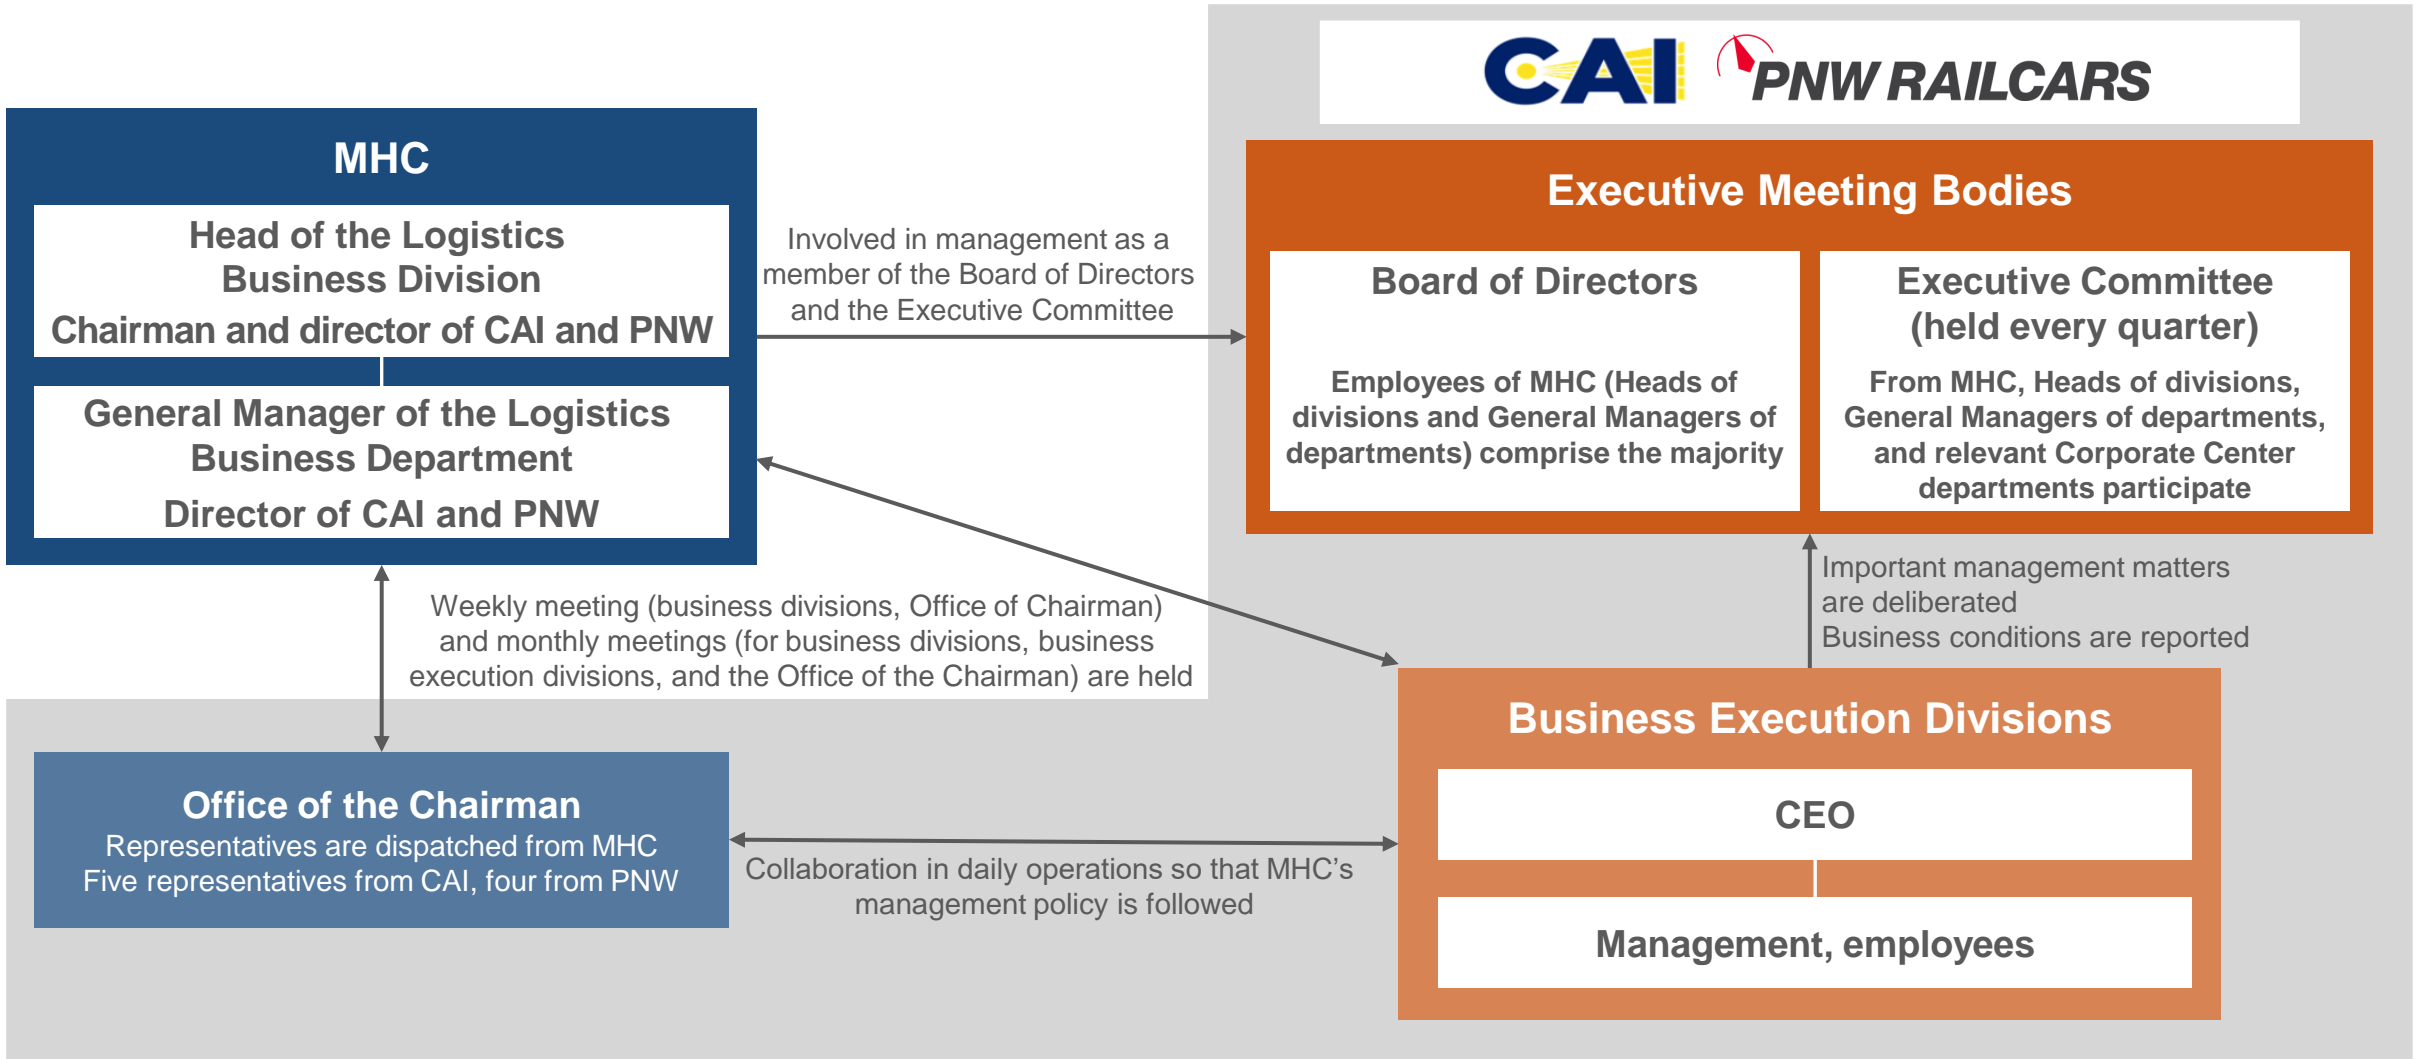 CAI
PNW RAILCARS
MHC
Head of the Logistics
Business Division
Chairman and director of CAI and PNW
General Manager of the Logistics
Business Department
Director of CAI and PNW
Involved in management as a
member of the Board of Directors
and the Executive Committee
Executive Meeting Bodies
Board of Directors
Employees of MHC (Heads of
divisions and General Managers of
departments) comprise the majority
Executive Committee
(held every quarter)
From MHC, Heads of divisions,
General Managers of departments,
and relevant Corporate Center
departments participate
Weekly meeting (business divisions, Office of Chairman)
and monthly meetings (for business divisions, business
execution divisions, and the Office of the Chairman) are held
Important management matters
are deliberated
Business conditions are reported
Office of the Chairman
Representatives are dispatched from MHC
Five representatives from CAI, four from PNW
Collaboration in daily operations so that MHC’s
management policy is followed
Business Execution Divisions
CEO
Management, employees